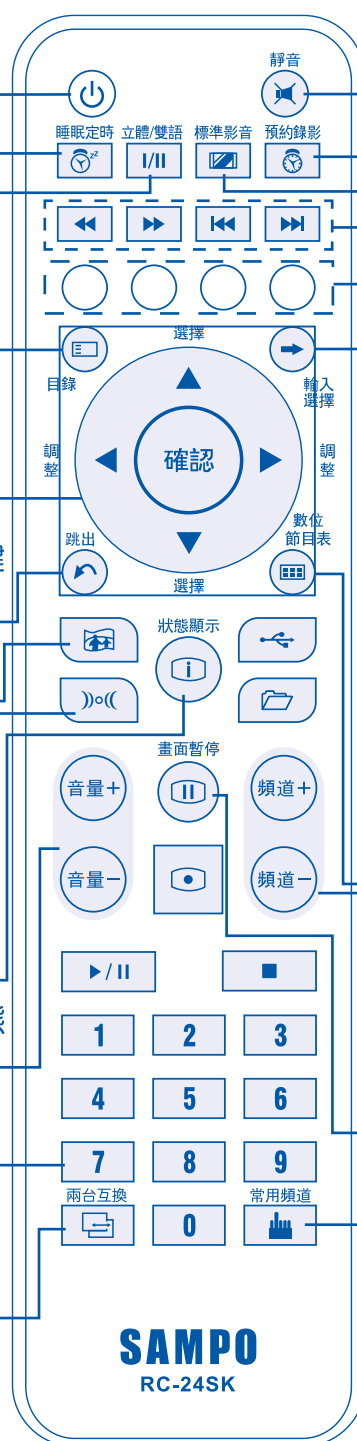 靜音
睡眠定時 立體/雙語 標準影音 預約錄影
I/II
目錄
選擇
輸入
選擇
調
整
確認
調
整
跳出
選擇
數位
節目表
狀態顯示
畫面暫停
音量+
頻道+
音量−
頻道−
1 2 3
4 5 6
7 8 9
兩台互換
常用頻道
0
SAMPO
RC-24SK